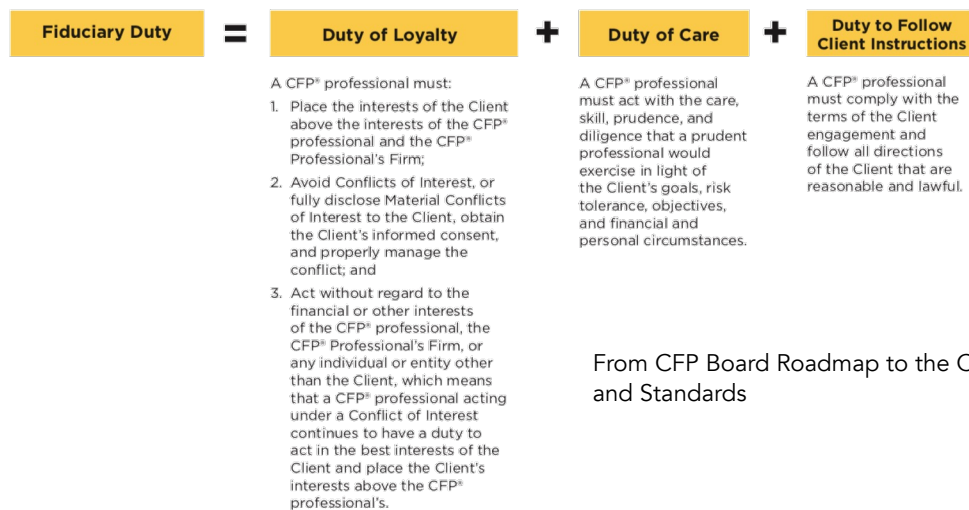 Fiduciary Duty
=
Duty of Loyalty
+
Duty of Care
+
Duty to Follow
Client Instructions
A CFP® professional must:
1. Place the interests of the Client
above the interests of the CFP®
professional and the CFP®
Professional's Firm;
2. Avoid Conflicts of Interest, or
fully disclose Material Conflicts
of Interest to the Client, obtain
the Client's informed consent,
and properly manage the
conflict; and
3. Act without regard to the
financial or other interests
of the CFP® professional, the
CFP® Professional's Firm, or
any individual or entity other
than the Client, which means
that a CFP® professional acting
under a Conflict of Interest
continues to have a duty to
act in the best interests of the
Client and place the Client's
interests above the CFP®
professional's.
A CFP® professional
must act with the care,
skill, prudence, and
diligence that a prudent
professional would
exercise in light of
the Client's goals, risk
tolerance, objectives,
and financial and
personal circumstances.
A CFP® professional
must comply with the
terms of the Client
engagement and
follow all directions
of the Client that are
reasonable and lawful.
From CFP Board Roadmap to the
and Standards